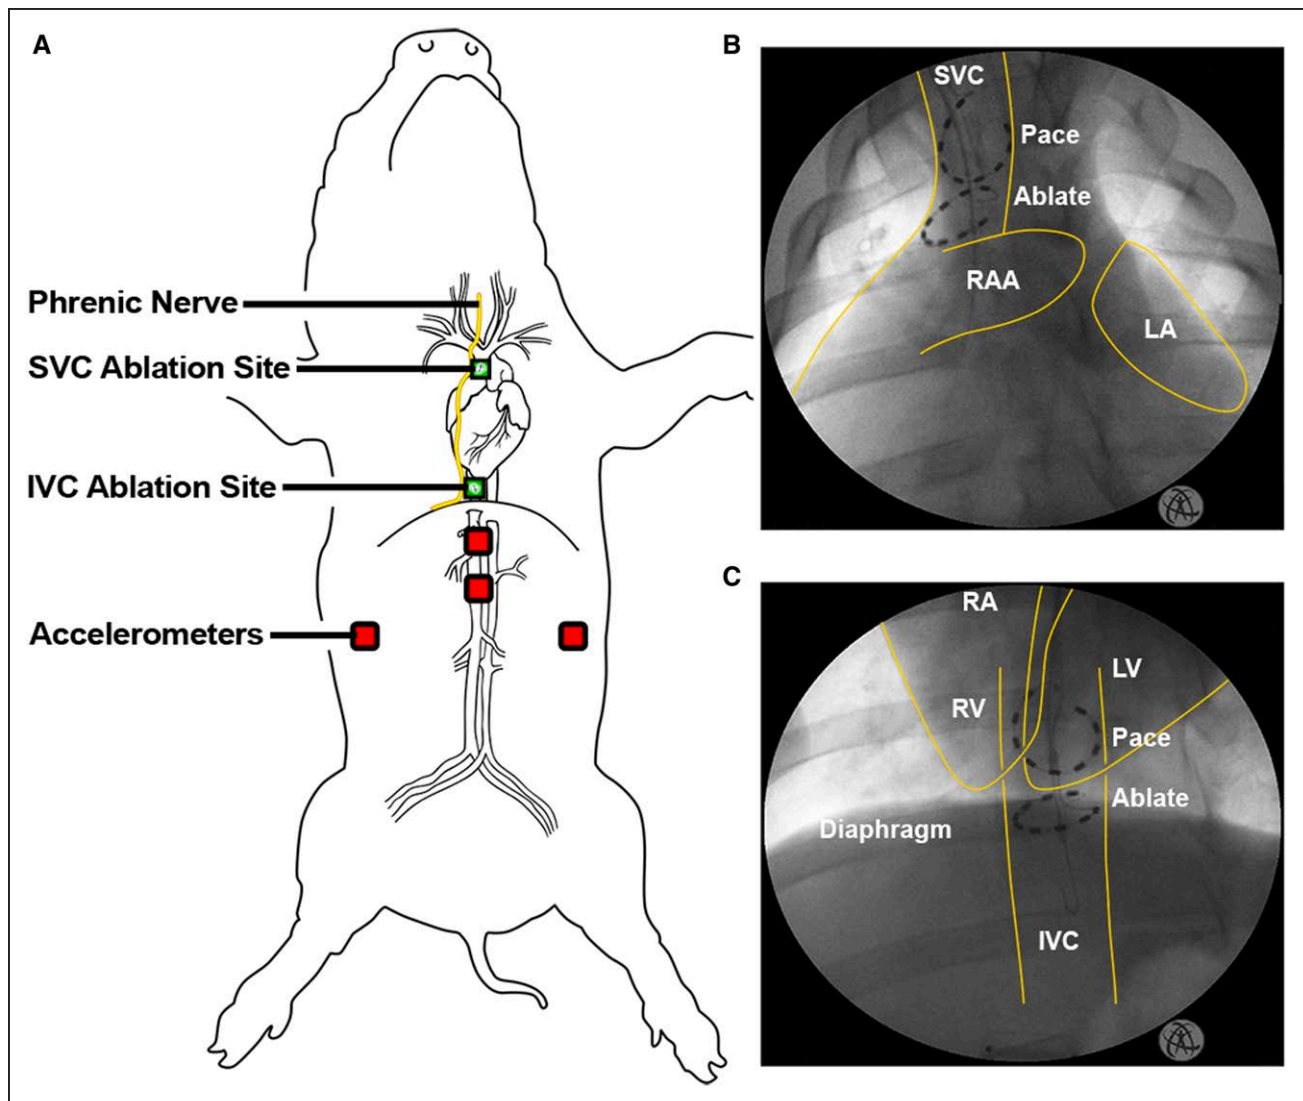 A
Phrenic Nerve
SVC Ablation Site
IVC Ablation Site
Accelerometers
B
SVC
Pace
Ablate
RAA
LA
C
RA
LV
RV
Pace
Ablate
Diaphragm
IVC